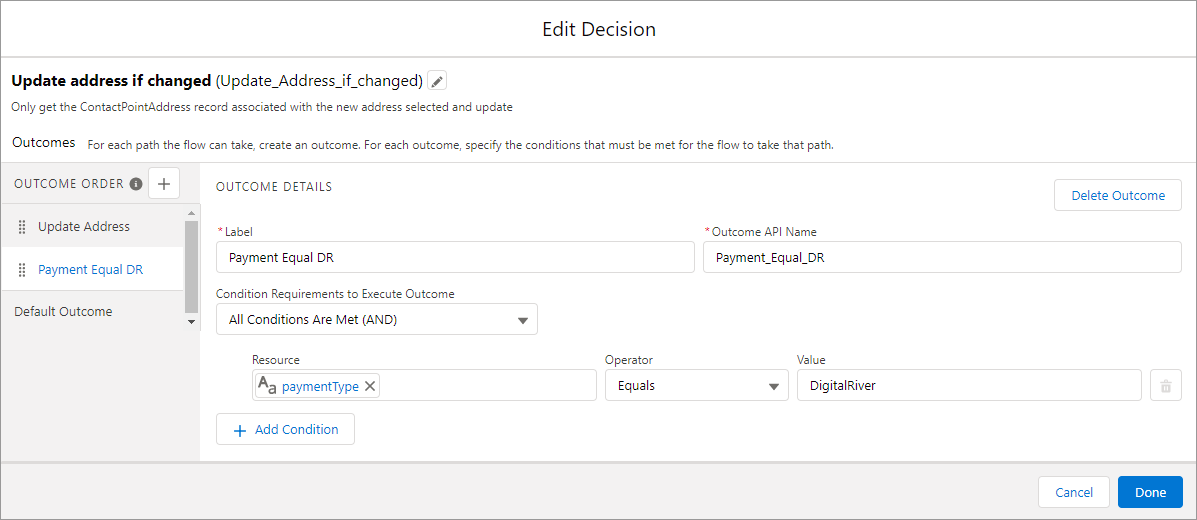 Edit Decision
Update address if changed (Update_Address_if_changed)
Only get the ContactPointAddress record associated with the new address selected and update
Outcomes For each path the flow can take, create an outcome. For each outcome, specify the conditions that must be met for the flow to take that path.
OUTCOME ORDER
Update Address
Payment Equal DR
Default Outcome
OUTCOME DETAILS
Delete Outcome
* Label
Payment Equal DR
* Outcome API Name
Payment_Equal_DR
Condition Requirements to Execute Outcome
All Conditions Are Met (AND)
Resource
Aa paymentType
Operator
Equals
Value
DigitalRiver
Add Condition
Cancel
Done